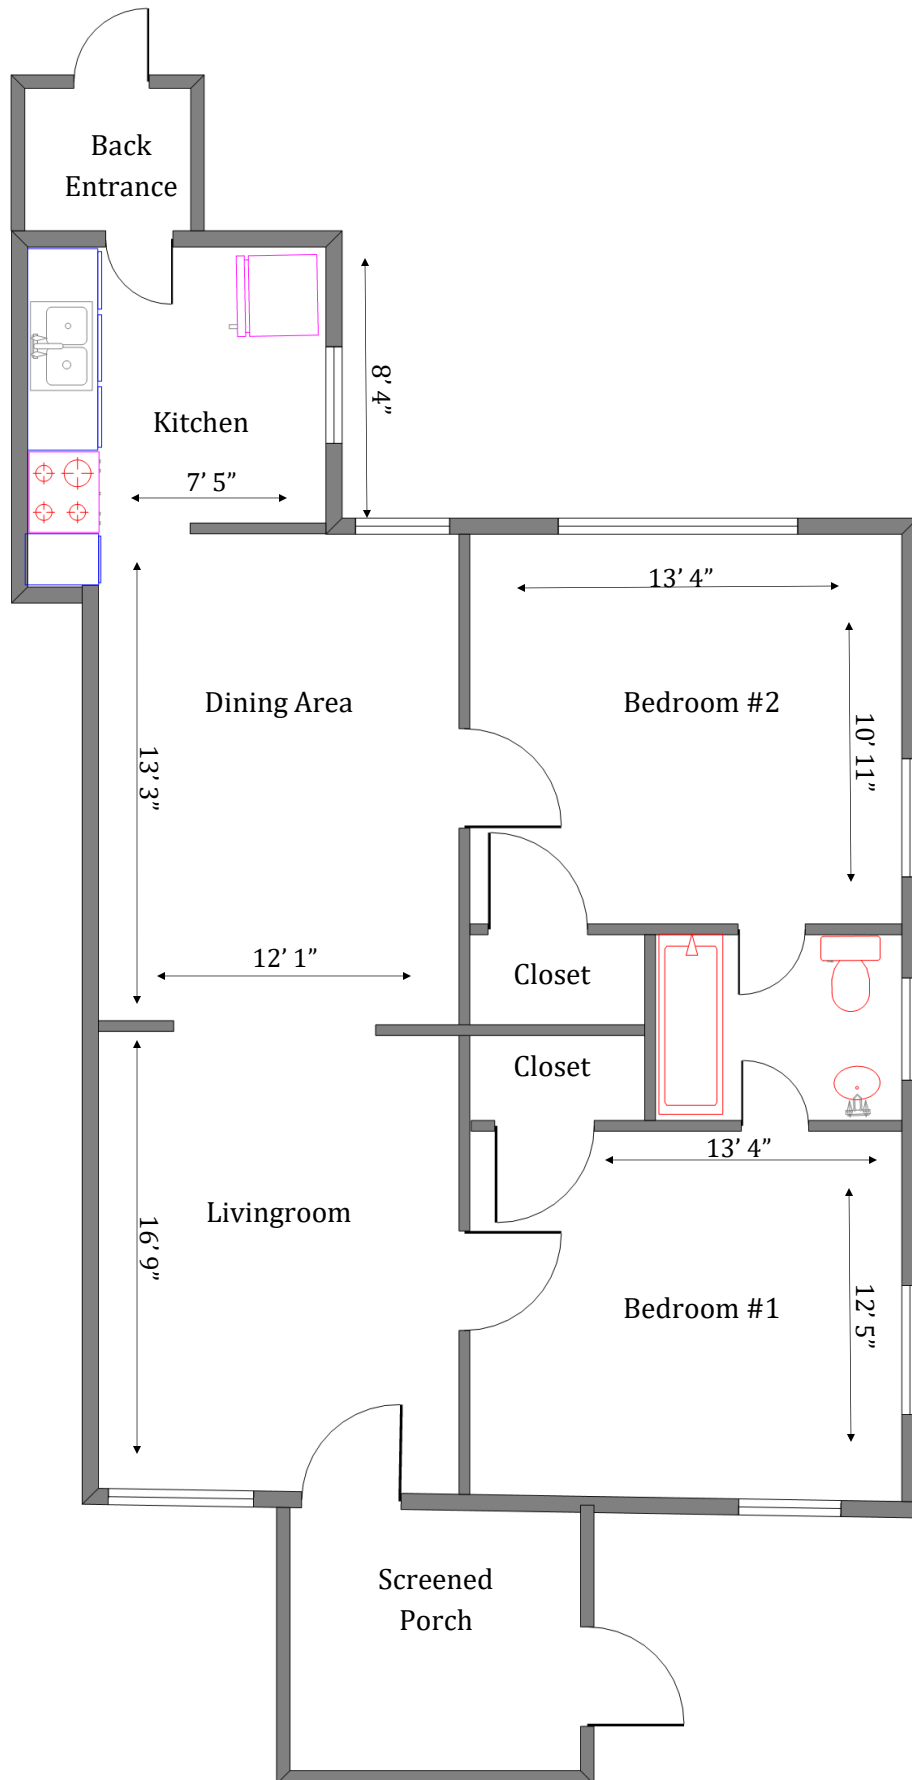 Back
Entrance
8’ 4”
Kitchen
7’ 5”
13’ 4”
Dining Area
Bedroom #2
10’ 11”
13’ 3”
12’ 1”
Closet
Closet
13’ 4”
Livingroom
16’ 9”
Bedroom #1
12’ 5”
Screened
Porch